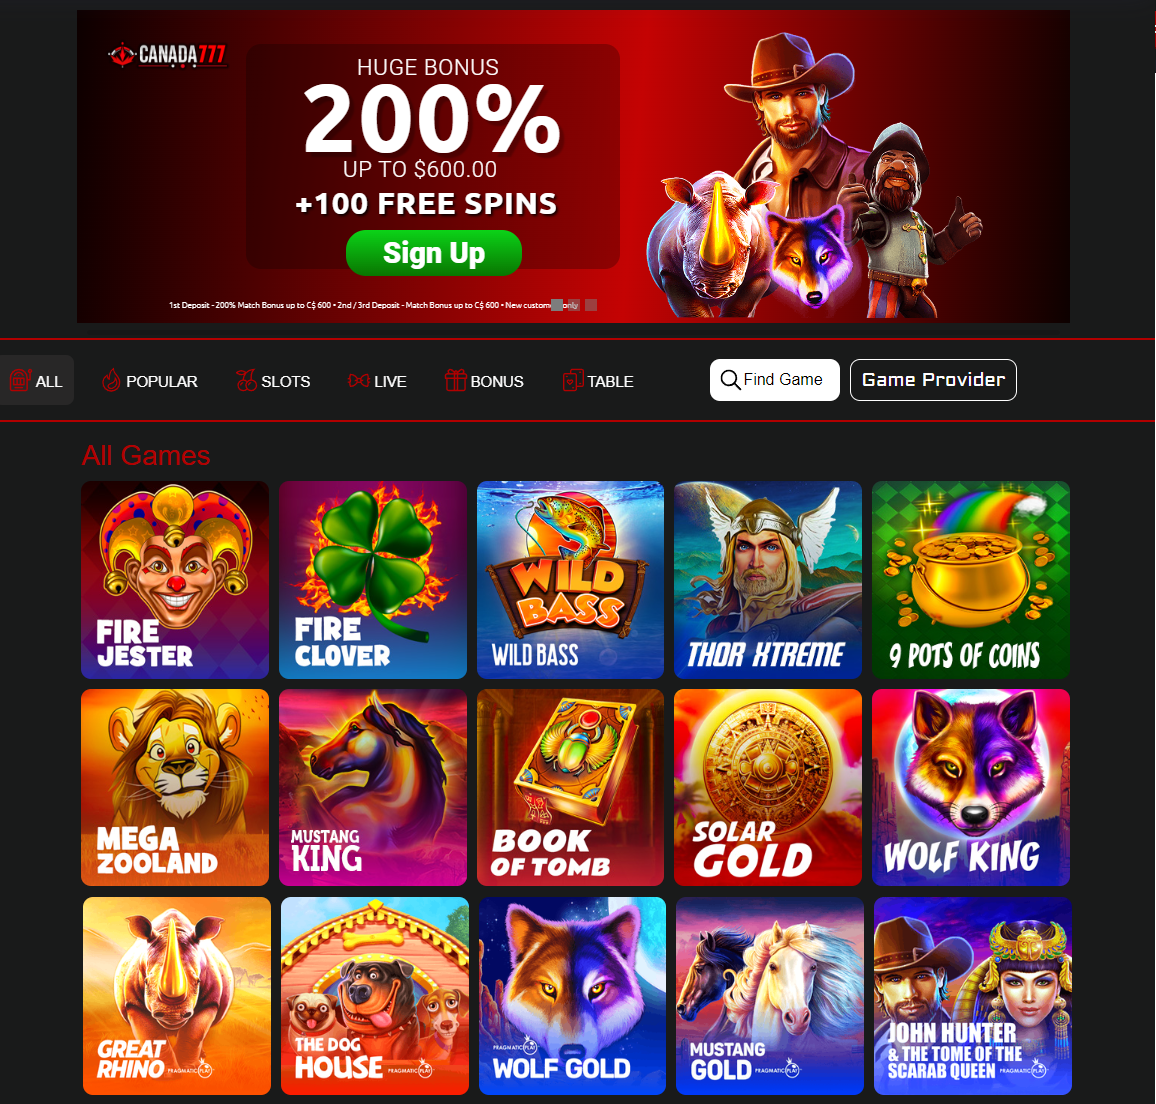 CANADA777
HUGE BONUS
200%
UP TO $600.00
+100 FREE SPINS
Sign Up
1st Deposit - 200% Match Bonus up to C$ 600 • 2nd / 3rd Deposit - Match Bonus up to C$ 600 • New only
ALL
POPULAR
SLOTS
LIVE
BONUS
TABLE
Find Game
Game Provider
All Games
FIRE
JESTER
FIRE
CLOVER
WILD
BASS
WILD BASS
THOR XTREME
9 POTS OF COINS
MEGA
ZOOLAND
MUSTANG
KING
BOOK
OF TOMB
SOLAR
GOLD
WOLF KING
GREAT
RHINO PRAGMATIC PLAY
THE DOG
HOUSE PRAGMATIC PLAY
PRAGMATIC PLAY
WOLF GOLD
MUSTANG
GOLD PRAGMATIC PLAY
JOHN HUNTER
& THE TOME OF THE
SCARAB QUEEN PRAGMATIC PLAY